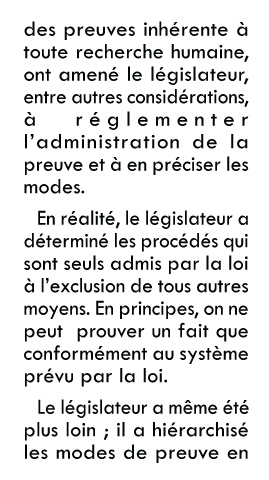 des preuves inhérente à
toute recherche humaine,
ont amené le législateur,
entre autres considérations,
à réglementer
l'administration de la
preuve et à en préciser les
modes.
En réalité, le législateur a
déterminé les procédés qui
sont seuls admis par la loi
à l'exclusion de tous autres
moyens. En principes, on ne
peut prouver un fait que
conformément au système
prévu par la loi.
Le législateur a même été
plus loin ; il a hiérarchisé
les modes de preuve en